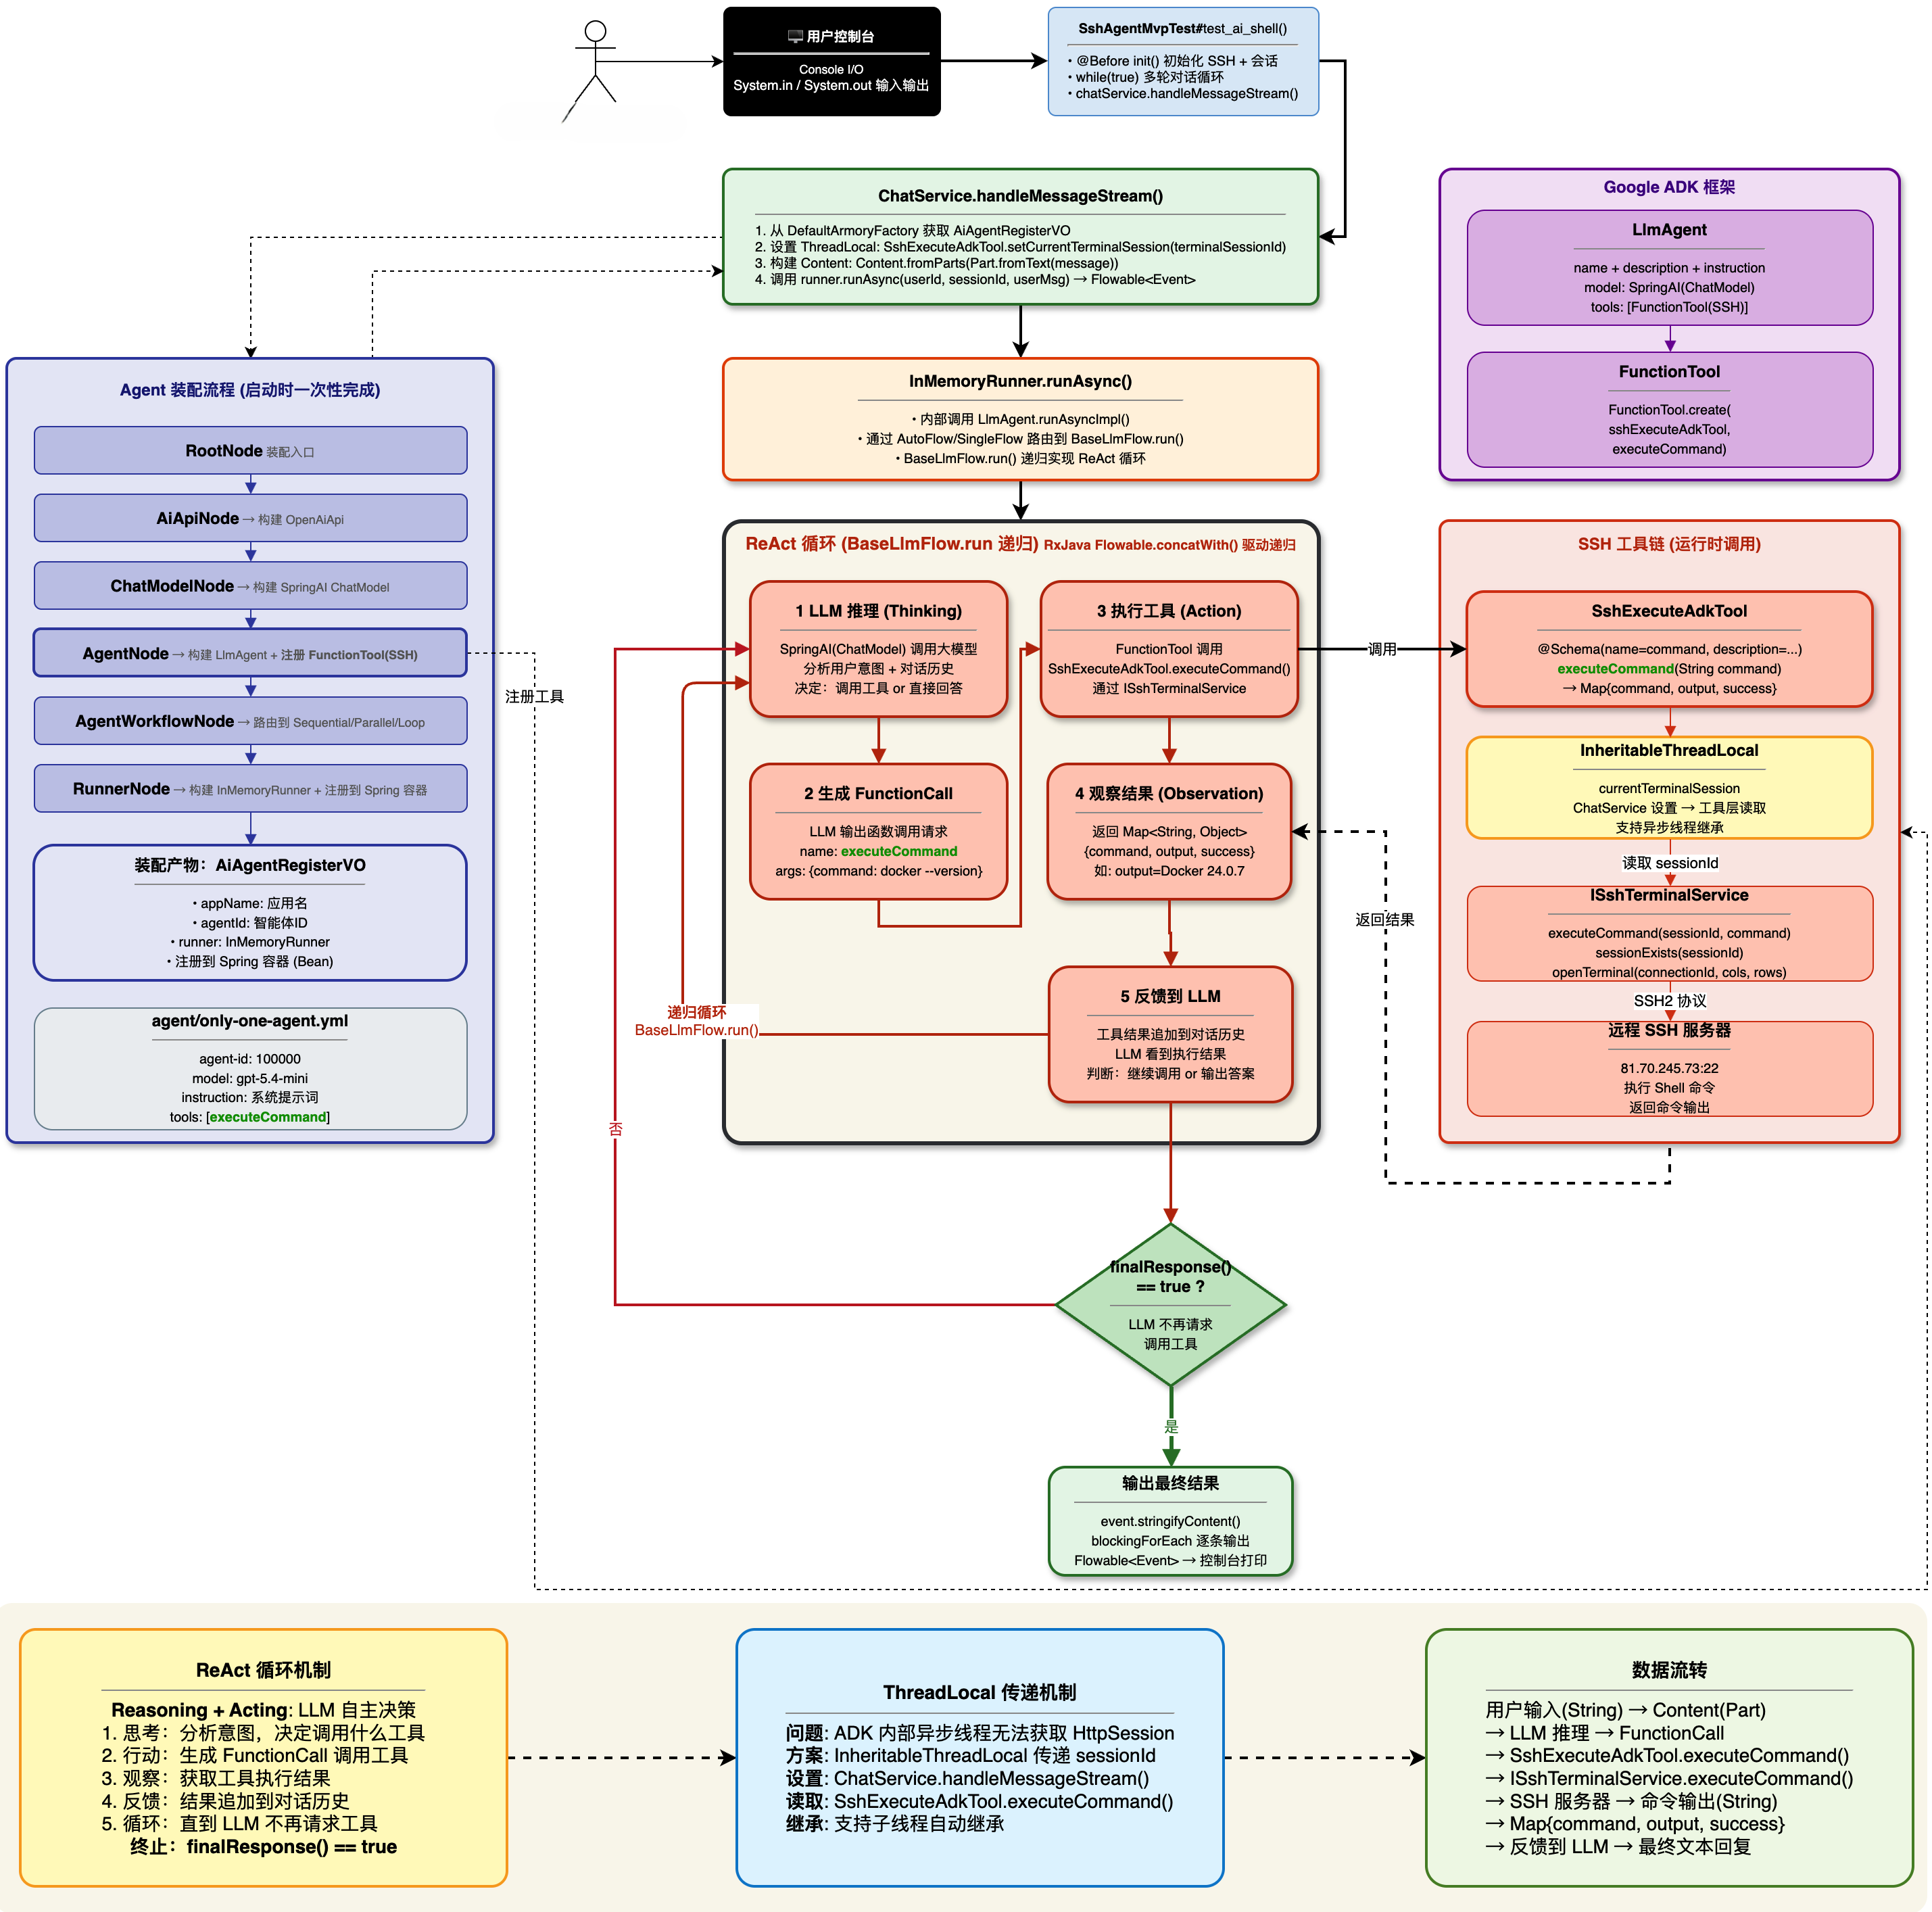 用户控制台
Console I/O
System.in / System.out 输入输出
SshAgentMvpTest#test_ai_shell()
• @Before init() 初始化 SSH + 会话
• while(true) 多轮对话循环
• chatService.handleMessageStream()
ChatService.handleMessageStream()
1. 从 DefaultArmoryFactory 获取 AiAgentRegisterVO
2. 设置 ThreadLocal: SshExecuteAdkTool.setCurrentTerminalSession(terminalSessionId)
3. 构建 Content: Content.fromParts(Part.fromText(message))
4. 调用 runner.runAsync(userId, sessionId, userMsg) → Flowable<Event>
Google ADK 框架
LlmAgent
name + description + instruction
model: SpringAI(ChatModel)
tools: [FunctionTool(SSH)]
FunctionTool
FunctionTool.create(
sshExecuteAdkTool,
executeCommand)
Agent 装配流程 (启动时一次性完成)
RootNode 装配入口
AiApiNode → 构建 OpenAiApi
ChatModelNode → 构建 SpringAI ChatModel
AgentNode → 构建 LlmAgent + 注册 FunctionTool(SSH)
AgentWorkflowNode → 路由到 Sequential/Parallel/Loop
RunnerNode → 构建 InMemoryRunner + 注册到 Spring 容器
装配产物：AiAgentRegisterVO
• appName: 应用名
• agentId: 智能体ID
• runner: InMemoryRunner
• 注册到 Spring 容器 (Bean)
agent/only-one-agent.yml
agent-id: 100000
model: gpt-5.4-mini
instruction: 系统提示词
tools: [executeCommand]
注册工具
InMemoryRunner.runAsync()
• 内部调用 LlmAgent.runAsyncImpl()
• 通过 AutoFlow/SingleFlow 路由到 BaseLlmFlow.run()
• BaseLlmFlow.run() 递归实现 ReAct 循环
ReAct 循环 (BaseLlmFlow.run 递归) RxJava Flowable.concatWith() 驱动递归
1 LLM 推理 (Thinking)
SpringAI(ChatModel) 调用大模型
分析用户意图 + 对话历史
决定：调用工具 or 直接回答
2 生成 FunctionCall
LLM 输出函数调用请求
name: executeCommand
args: {command: docker --version}
3 执行工具 (Action)
FunctionTool 调用
SshExecuteAdkTool.executeCommand()
通过 ISshTerminalService
4 观察结果 (Observation)
返回 Map<String, Object>
{command, output, success}
如: output=Docker 24.0.7
5 反馈到 LLM
工具结果追加到对话历史
LLM 看到执行结果
判断：继续调用 or 输出答案
递归循环
BaseLlmFlow.run()
否
调用
返回结果
SSH 工具链 (运行时调用)
SshExecuteAdkTool
@Schema(name=command, description=...)
executeCommand(String command)
→ Map{command, output, success}
InheritableThreadLocal
currentTerminalSession
ChatService 设置 → 工具层读取
支持异步线程继承
读取 sessionId
ISshTerminalService
executeCommand(sessionId, command)
sessionExists(sessionId)
openTerminal(connectionId, cols, rows)
SSH2 协议
远程 SSH 服务器
81.70.245.73:22
执行 Shell 命令
返回命令输出
finalResponse()
== true ?
LLM 不再请求
调用工具
是
输出最终结果
event.stringifyContent()
blockingForEach 逐条输出
Flowable<Event> → 控制台打印
ReAct 循环机制
Reasoning + Acting: LLM 自主决策
1. 思考：分析意图，决定调用什么工具
2. 行动：生成 FunctionCall 调用工具
3. 观察：获取工具执行结果
4. 反馈：结果追加到对话历史
5. 循环：直到 LLM 不再请求工具
终止：finalResponse() == true
ThreadLocal 传递机制
问题: ADK 内部异步线程无法获取 HttpSession
方案: InheritableThreadLocal 传递 sessionId
设置: ChatService.handleMessageStream()
读取: SshExecuteAdkTool.executeCommand()
继承: 支持子线程自动继承
数据流转
用户输入(String) → Content(Part)
→ LLM 推理 → FunctionCall
→ SshExecuteAdkTool.executeCommand()
→ ISshTerminalService.executeCommand()
→ SSH 服务器 → 命令输出(String)
→ Map{command, output, success}
→ 反馈到 LLM → 最终文本回复